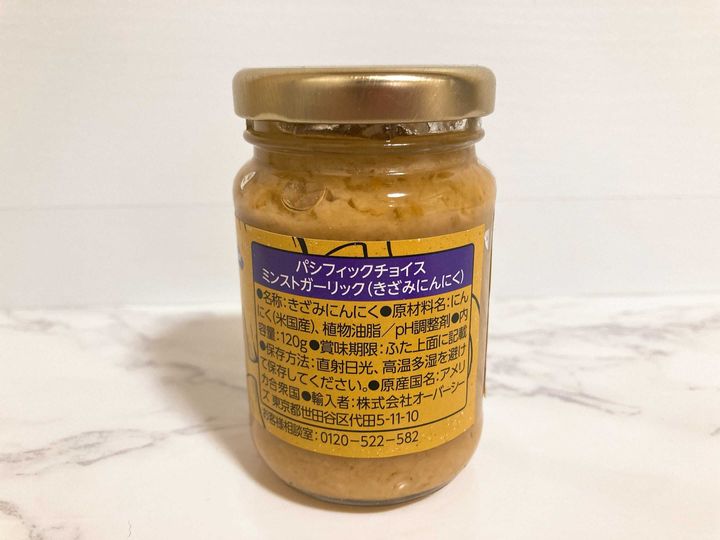 パシフィックチョイス
ミンストガーリック(きざみにんにく)
●名称:きざみにんにく●原材料名:にん
にく(米国産)、植物油脂/pH調整剤●内
容量:120g●賞味期限:ふた上面に記載
●保存方法:直射日光、高温多湿を避け
て保存してください。●原産国名:アメリ
カ合衆国●輸入者:株式会社オーバーシー
ズ 東京都世田谷区代田5-11-10
お客様相談室:0120-522-582